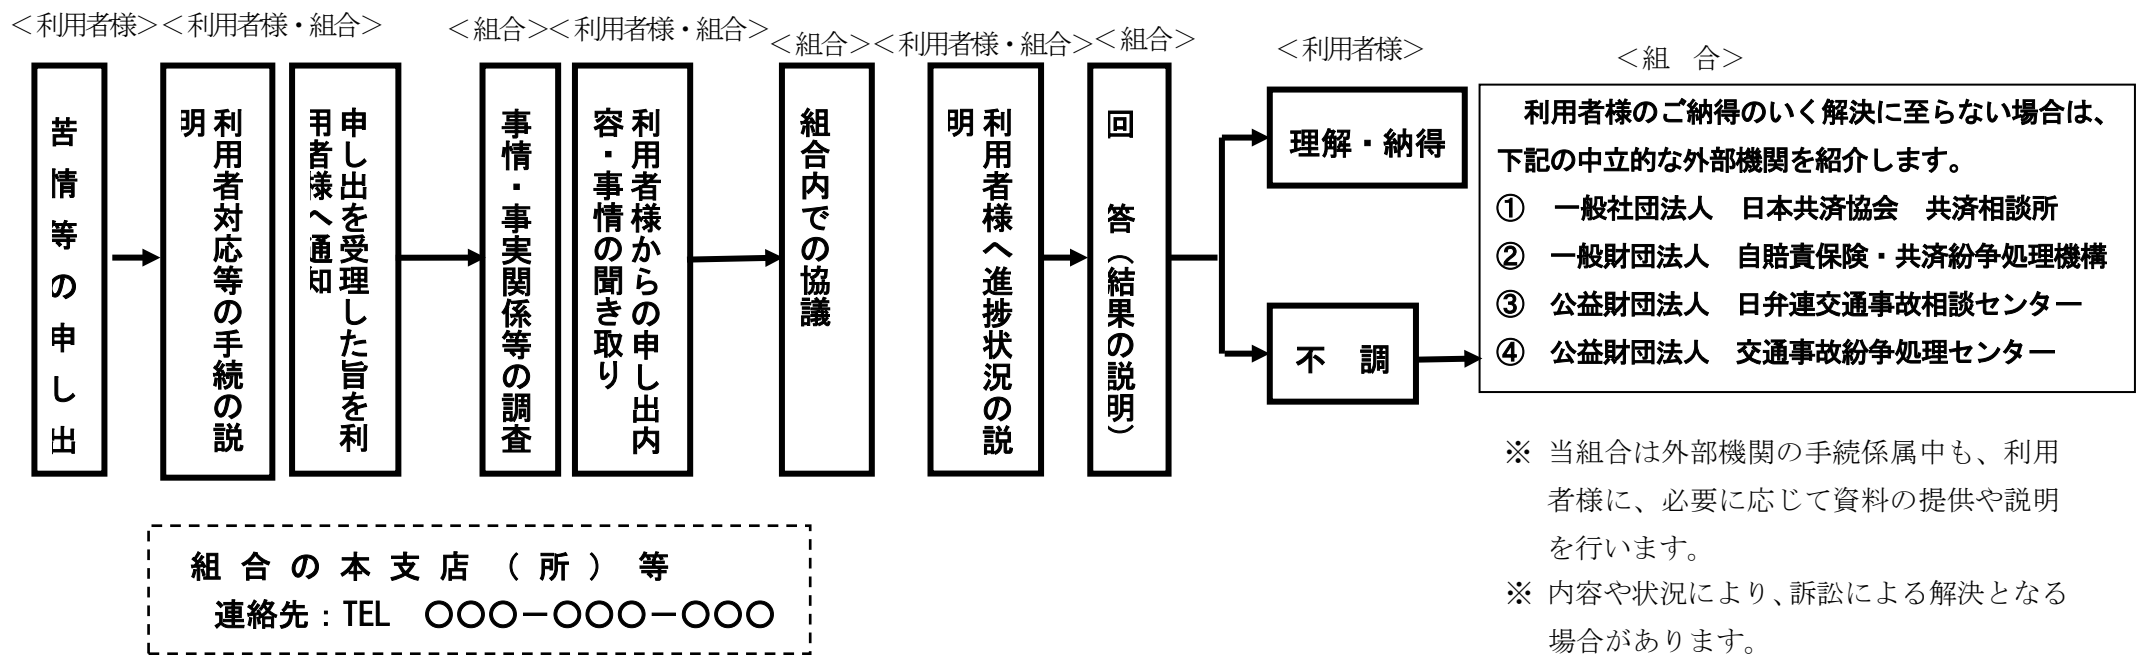 ＜利用者様＞
＜利用者様・組合＞
＜組合＞
＜利用者様・組合＞
＜組合＞
＜利用者様・組合＞
＜組合＞
＜利用者様＞
＜組　合＞
苦情等の申し出
利用者対応等の手続の説
明
申し出を受理した旨を利
用者様へ通知
事情・事実関係等の調査
利用者様からの申し出内
容・事情の聞き取り
組合内での協議
利用者様へ進捗状況の説
明
回　答（結果の説明）
理解・納得
不　調
利用者様のご納得のいく解決に至らない場合は、
下記の中立的な外部機関を紹介します。
①　一般社団法人　日本共済協会　共済相談所
②　一般財団法人　自賠責保険・共済紛争処理機構
③　公益財団法人　日弁連交通事故相談センター
④　公益財団法人　交通事故紛争処理センター
※ 当組合は外部機関の手続係属中も、利用
者様に、必要に応じて資料の提供や説明
を行います。
※ 内容や状況により、訴訟による解決となる
場合があります。
組合の本支店（所）等
連絡先：TEL　〇〇〇－〇〇〇－〇〇〇